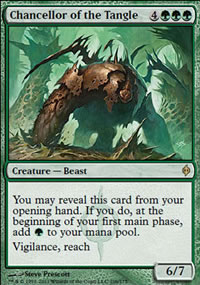 Chancellor of the Tangle 4
Creature — Beast
You may reveal this card from your
opening hand. If you do, at the
beginning of your first main phase,
add to your mana pool.
Vigilance, reach
Steve Prescott
6/7